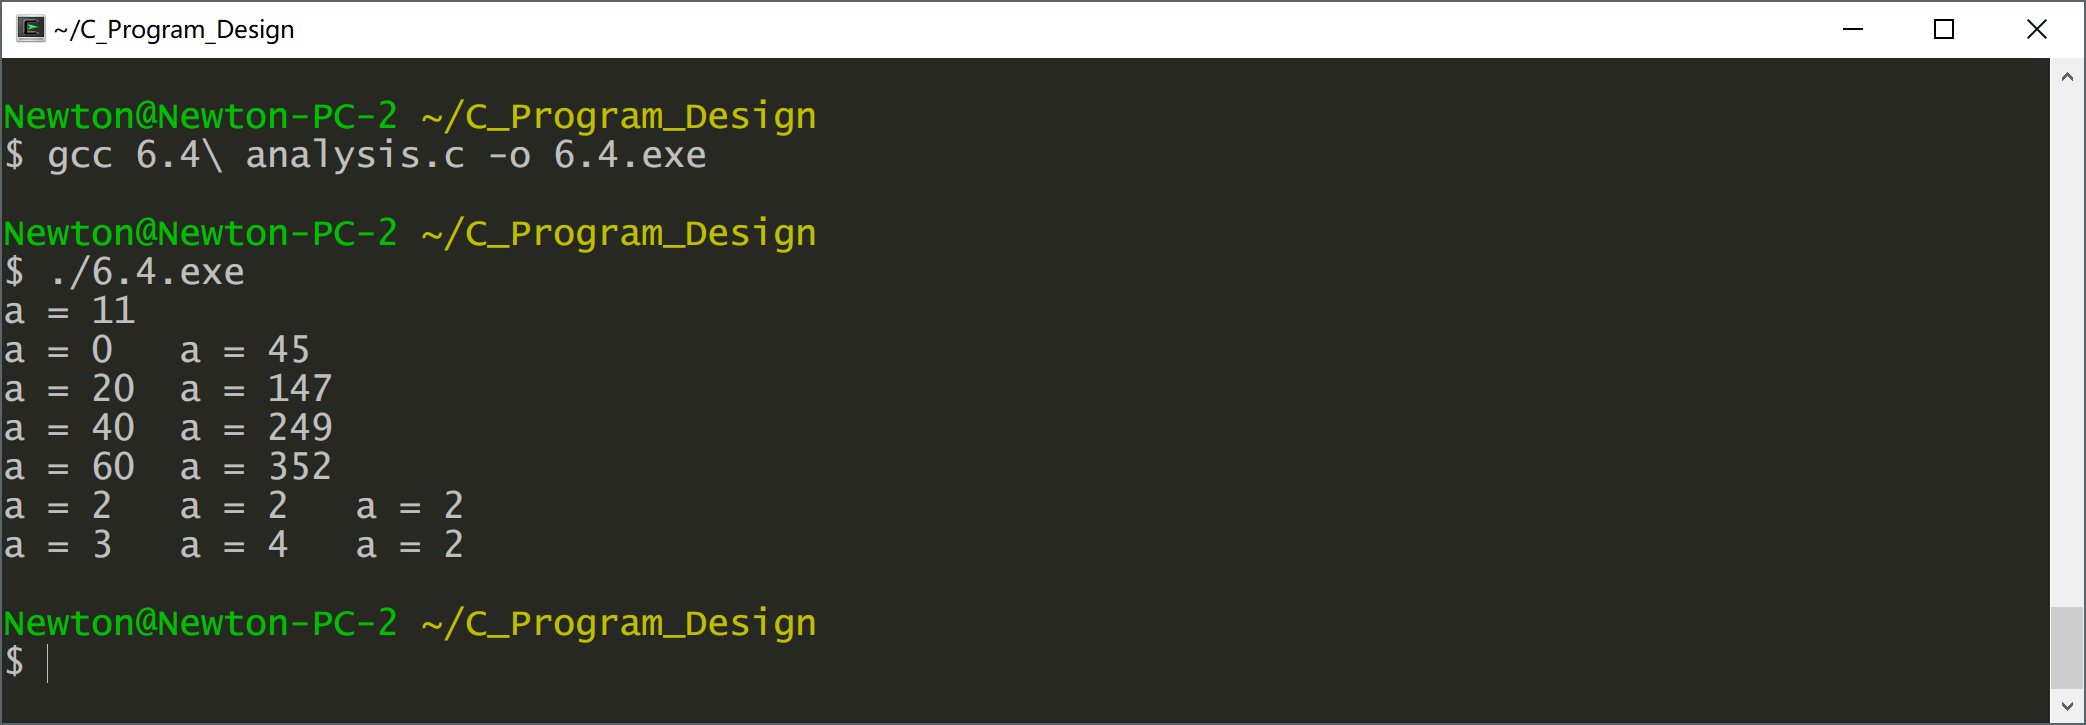 ~/C_Program_Design
Newton@Newton-PC-2 ~/C_Program_Design
$ gcc 6.4\ analysis.c -o 6.4.exe
Newton@Newton-PC-2 ~/C_Program_Design
$ ./6.4.exe
a = 11
a = 0   a = 45
a = 20  a = 147
a = 40  a = 249
a = 60  a = 352
a = 2   a = 2   a = 2
a = 3   a = 4   a = 2
Newton@Newton-PC-2 ~/C_Program_Design
$